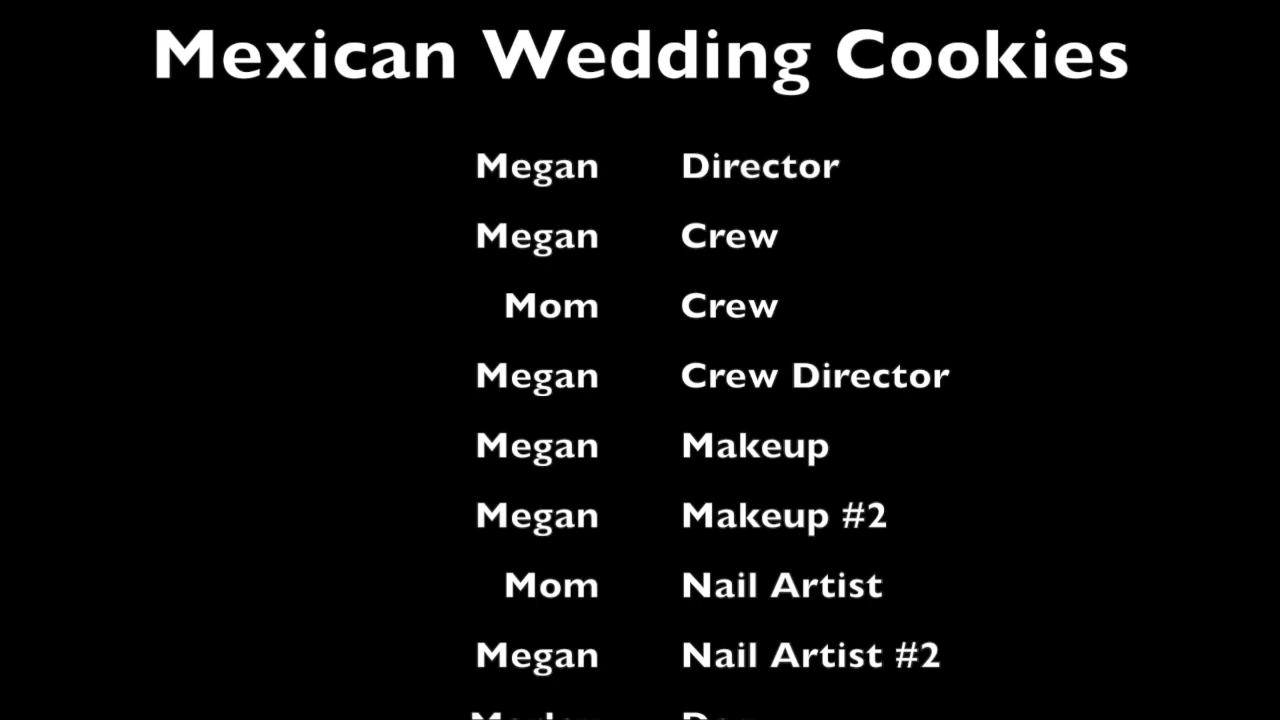 Mexican Wedding Cookies
Megan Director
Megan Crew
Mom Crew
Megan Crew Director
Megan Makeup
Megan Makeup #2
Mom Nail Artist
Megan Nail Artist #2